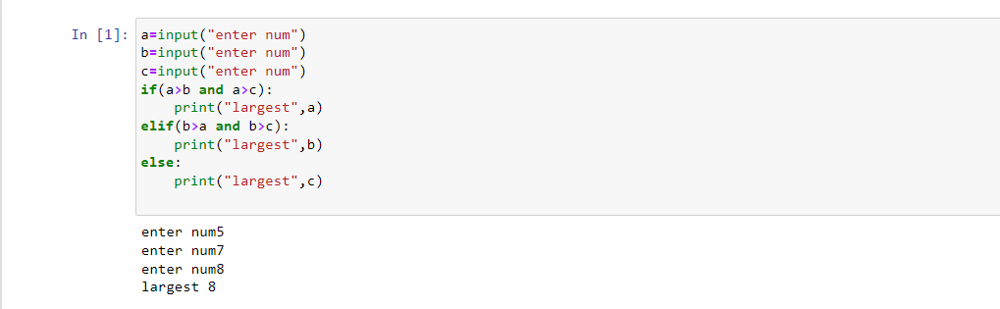 In [1]: a=input("enter num")
b=input("enter num")
c=input("enter num")
if(a>b and a>c):
    print("largest",a)
elif(b>a and b>c):
    print("largest",b)
else:
    print("largest",c)
enter num5
enter num7
enter num8
largest 8